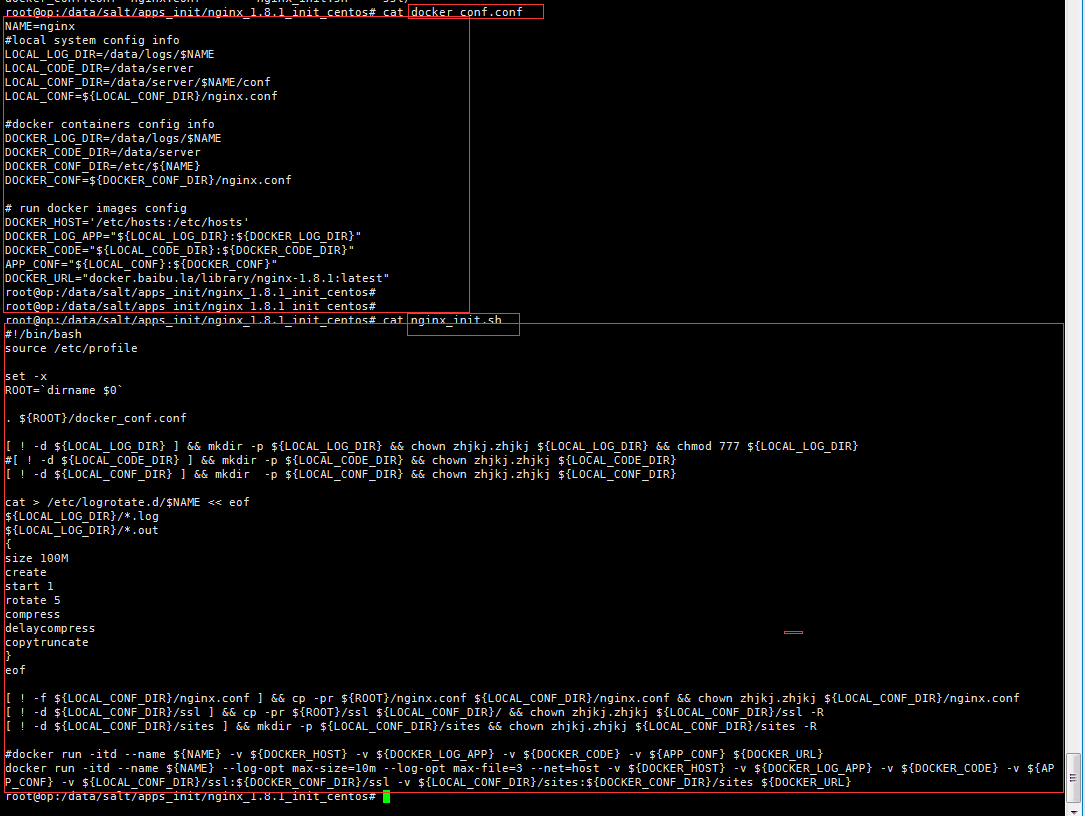 root@op:/data/salt/apps_init/nginx_1.8.1_init_centos# cat docker_conf.conf
NAME=nginx
#local system config info
LOCAL_LOG_DIR=/data/logs/$NAME
LOCAL_CODE_DIR=/data/server
LOCAL_CONF_DIR=/data/server/$NAME/conf
LOCAL_CONF=${LOCAL_CONF_DIR}/nginx.conf
#docker containers config info
DOCKER_LOG_DIR=/data/logs/$NAME
DOCKER_CODE_DIR=/data/server
DOCKER_CONF_DIR=/etc/${NAME}
DOCKER_CONF=${DOCKER_CONF_DIR}/nginx.conf
# run docker images config
DOCKER_HOST='/etc/hosts:/etc/hosts'
DOCKER_LOG_APP="${LOCAL_LOG_DIR}:${DOCKER_LOG_DIR}"
DOCKER_CODE="${LOCAL_CODE_DIR}:${DOCKER_CODE_DIR}"
APP_CONF="${LOCAL_CONF}:${DOCKER_CONF}"
DOCKER_URL="docker.baibu.la/library/nginx-1.8.1:latest"
root@op:/data/salt/apps_init/nginx_1.8.1_init_centos#
root@op:/data/salt/apps_init/nginx_1.8.1_init_centos#
root@op:/data/salt/apps_init/nginx_1.8.1_init_centos# cat nginx_init.sh
#!/bin/bash
source /etc/profile
set -x
ROOT=`dirname $0`
. ${ROOT}/docker_conf.conf
[ ! -d ${LOCAL_LOG_DIR} ] && mkdir -p ${LOCAL_LOG_DIR} && chown zhjkj.zhjkj ${LOCAL_LOG_DIR} && chmod 777 ${LOCAL_LOG_DIR}
#[ ! -d ${LOCAL_CODE_DIR} ] && mkdir -p ${LOCAL_CODE_DIR} && chown zhjkj.zhjkj ${LOCAL_CODE_DIR}
[ ! -d ${LOCAL_CONF_DIR} ] && mkdir  -p ${LOCAL_CONF_DIR} && chown zhjkj.zhjkj ${LOCAL_CONF_DIR}
cat > /etc/logrotate.d/$NAME << eof
${LOCAL_LOG_DIR}/*.log
${LOCAL_LOG_DIR}/*.out
{
size 100M
create
start 1
rotate 5
compress
delaycompress
copytruncate
}
eof
[ ! -f ${LOCAL_CONF_DIR}/nginx.conf ] && cp -pr ${ROOT}/nginx.conf ${LOCAL_CONF_DIR}/nginx.conf && chown zhjkj.zhjkj ${LOCAL_CONF_DIR}/nginx.conf
[ ! -d ${LOCAL_CONF_DIR}/ssl ] && cp -pr ${ROOT}/ssl ${LOCAL_CONF_DIR}/ && chown zhjkj.zhjkj ${LOCAL_CONF_DIR}/ssl -R
[ ! -d ${LOCAL_CONF_DIR}/sites ] && mkdir -p ${LOCAL_CONF_DIR}/sites && chown zhjkj.zhjkj ${LOCAL_CONF_DIR}/sites -R
#docker run -itd --name ${NAME} -v ${DOCKER_HOST} -v ${DOCKER_LOG_APP} -v ${DOCKER_CODE} -v ${APP_CONF} ${DOCKER_URL}
docker run -itd --name ${NAME} --log-opt max-size=10m --log-opt max-file=3 --net=host -v ${DOCKER_HOST} -v ${DOCKER_LOG_APP} -v ${DOCKER_CODE} -v ${AP
P_CONF} -v ${LOCAL_CONF_DIR}/ssl:${DOCKER_CONF_DIR}/ssl -v ${LOCAL_CONF_DIR}/sites:${DOCKER_CONF_DIR}/sites ${DOCKER_URL}
root@op:/data/salt/apps_init/nginx_1.8.1_init_centos#